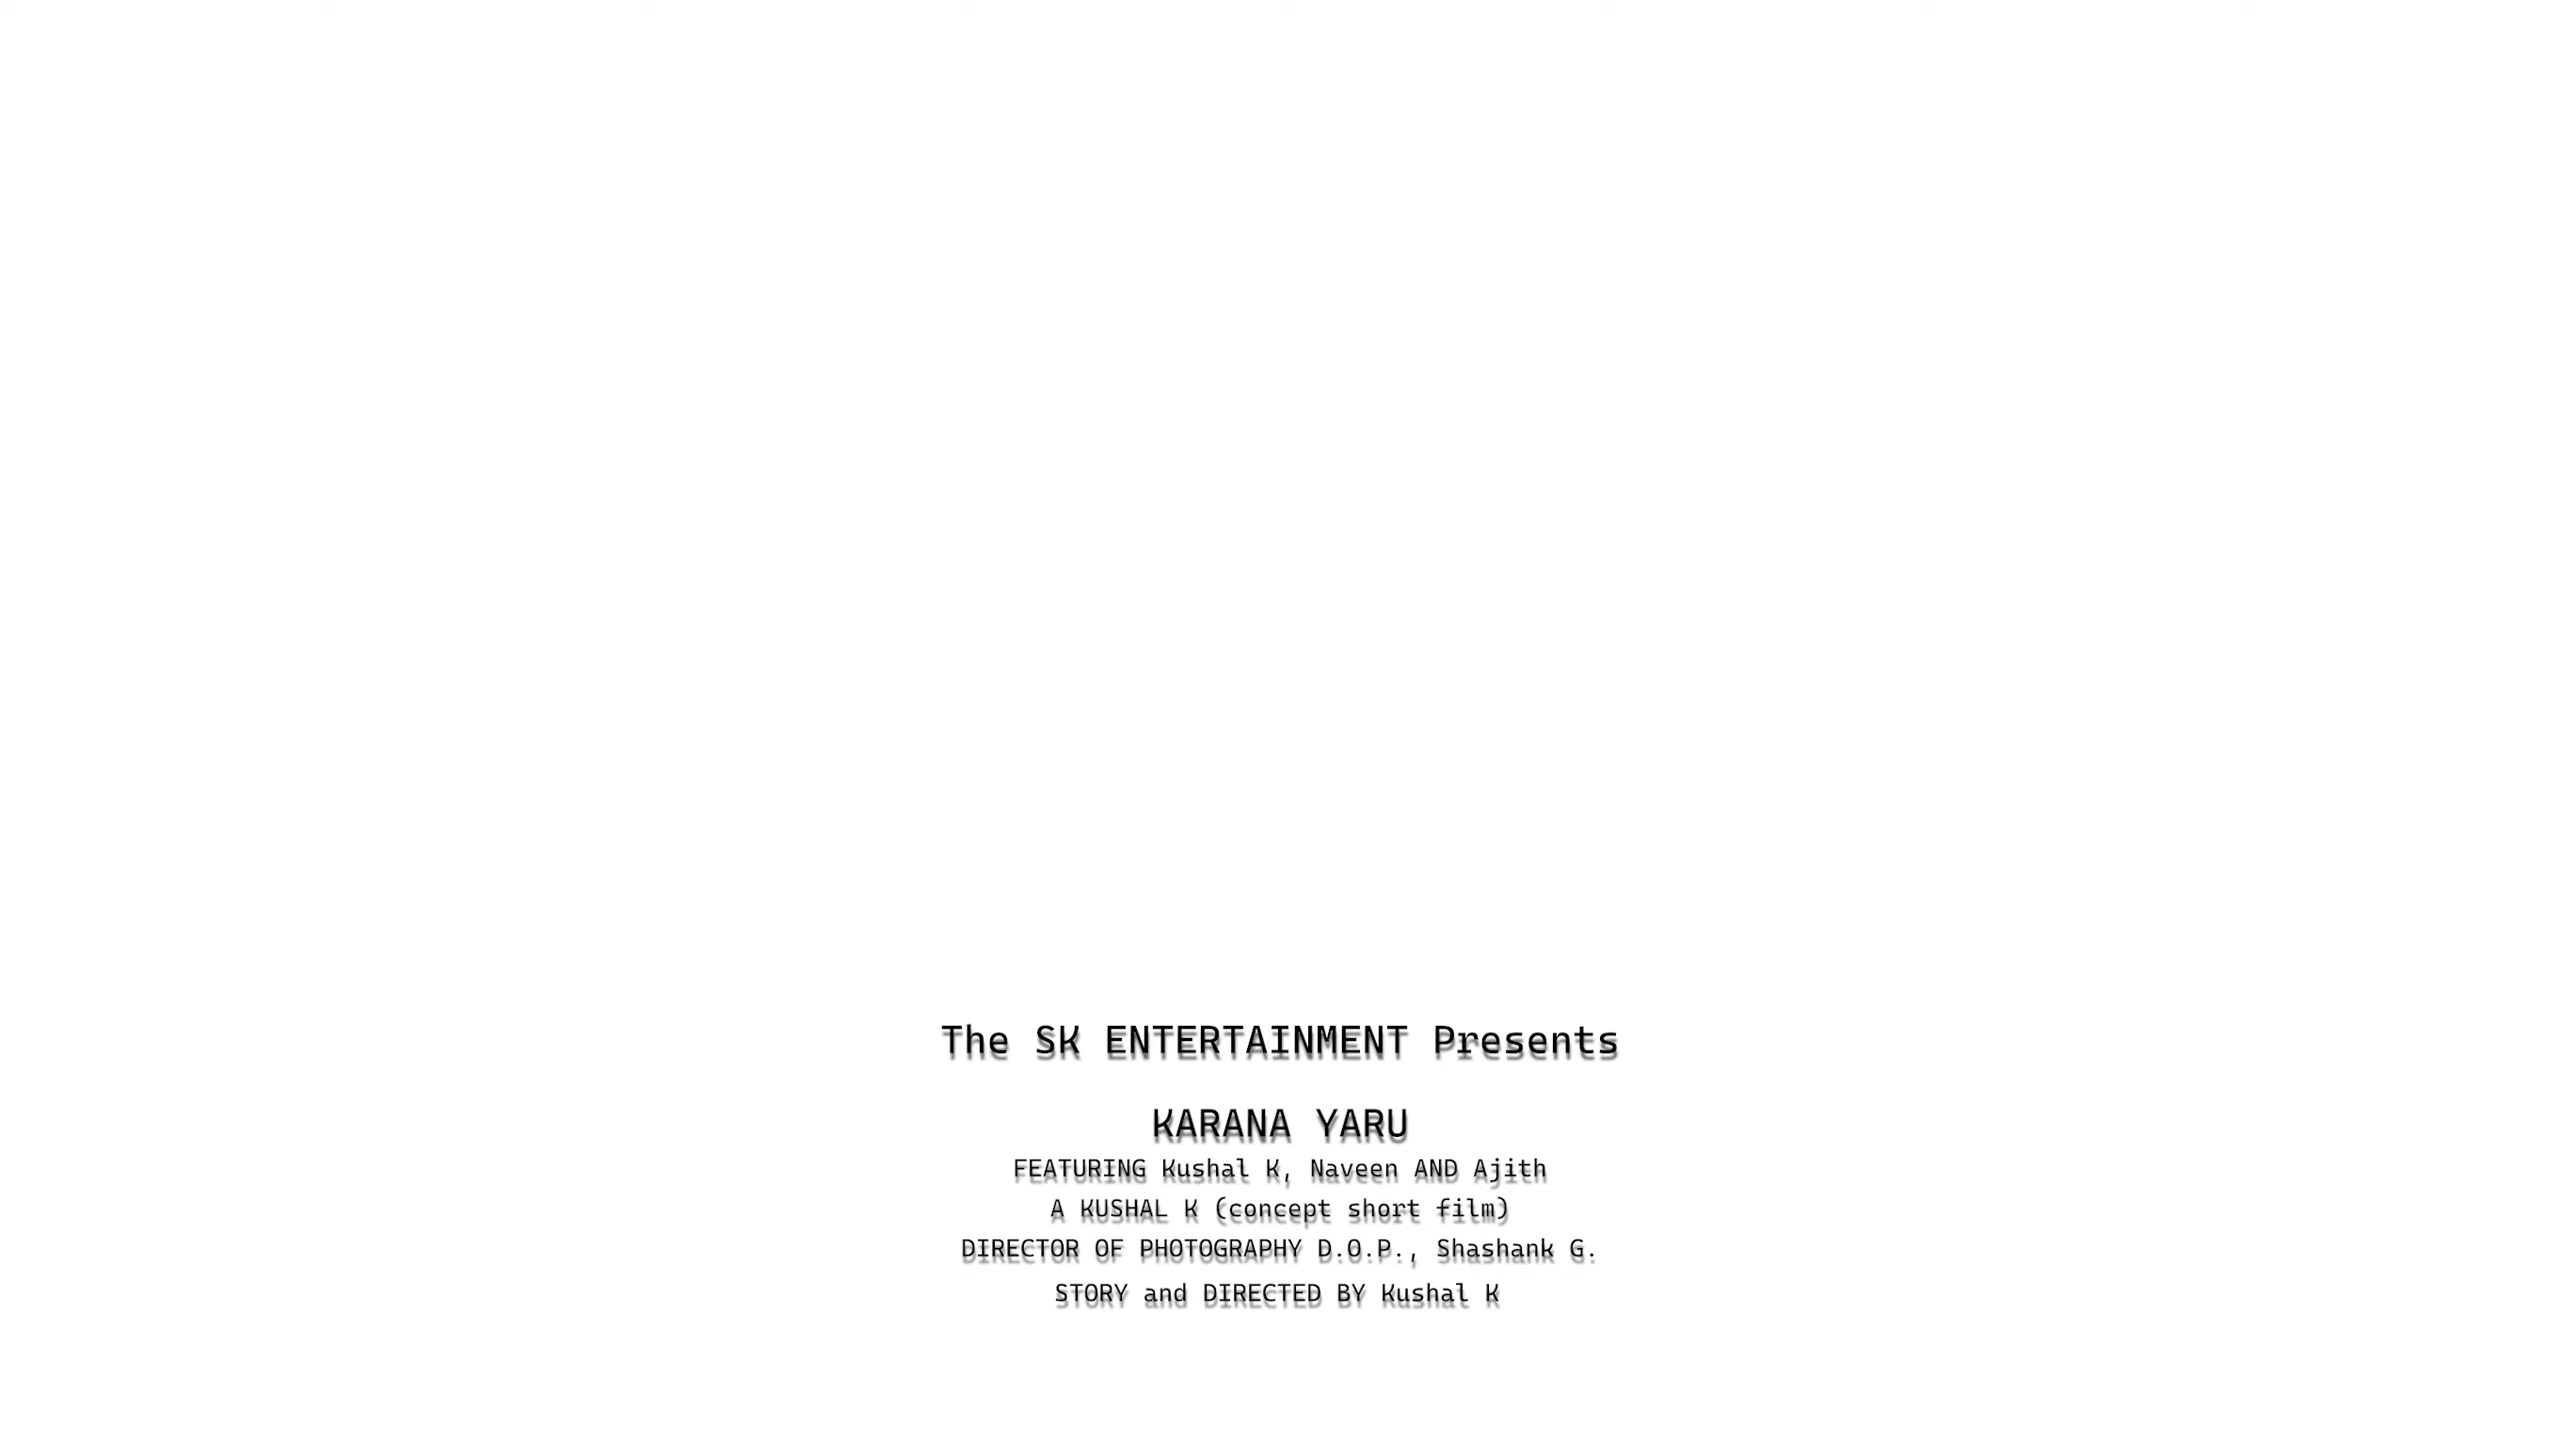 The SK ENTERTAINMENT Presents
KARANA YARU
FEATURING Kushal K, Naveen AND Ajith
A KUSHAL K (concept short film)
DIRECTOR OF PHOTOGRAPHY D.O.P., Shashank G.
STORY and DIRECTED BY Kushal K